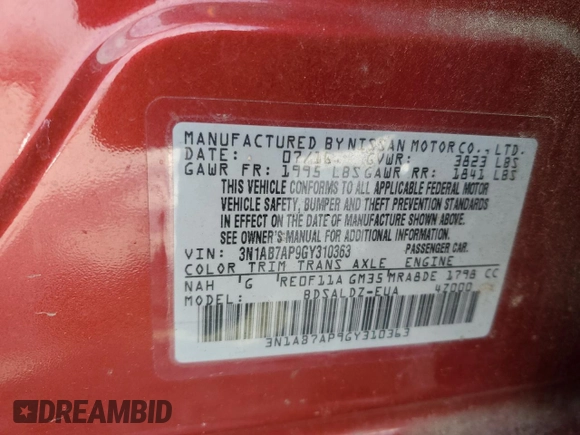 MANUFACTURED BY NISSAN MOTOR CO., LTD.
DATE: 07/16 GVWR: 3823 LBS
GAWR FR: 1995 LBS GAWR RR: 1841 LBS
THIS VEHICLE CONFORMS TO ALL APPLICABLE FEDERAL MOTOR
VEHICLE SAFETY, BUMPER AND THEFT PREVENTION STANDARDS
IN EFFECT ON THE DATE OF MANUFACTURE SHOWN ABOVE.
SEE OWNER'S MANUAL FOR ADDITIONAL INFORMATION.
VIN: 3N1AB7AP9GY310363 PASSENGER CAR.
COLOR TRIM TRANS AXLE ENGINE
NAH G RE0F11A GM35 MRA8DE 1798 CC
MODEL: BDSALDZ-EUA 4Z000
3N1AB7AP9GY310363
DREAMBID